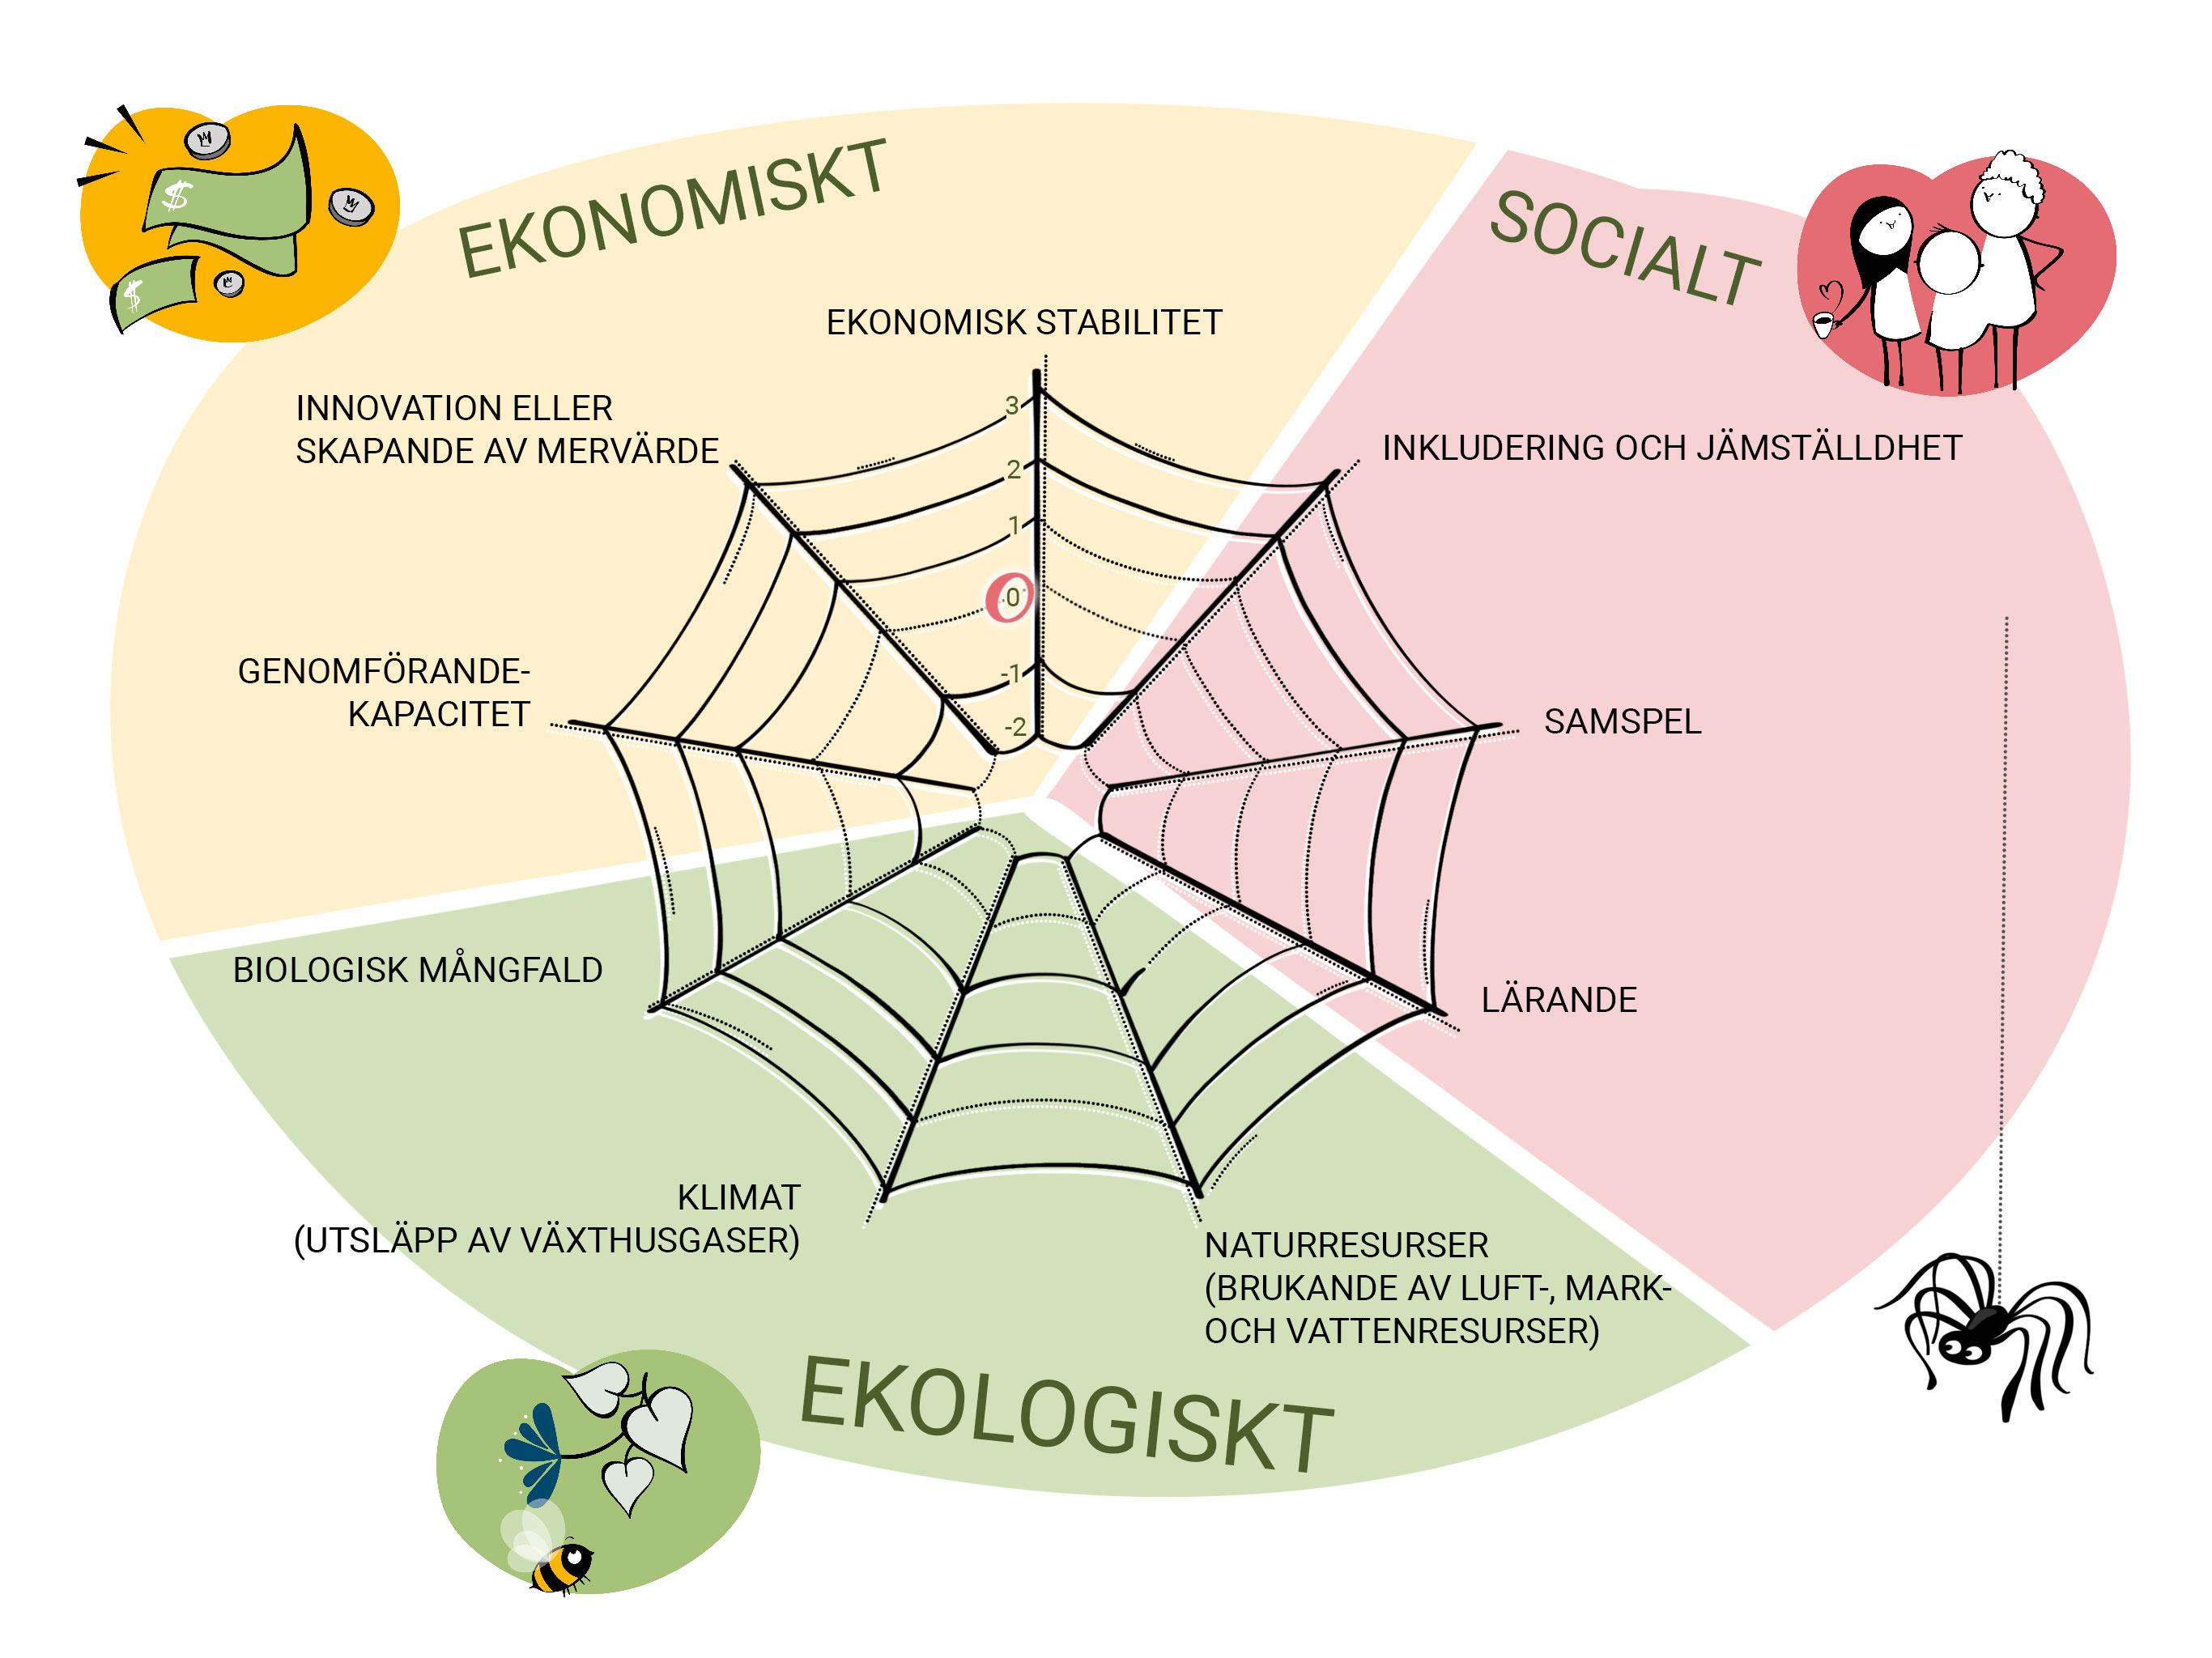 EKONOMISKT
SOCIALT
EKONOMISK STABILITET
INNOVATION ELLER
SKAPANDE AV MERVÄRDE
INKLUDERING OCH JÄMSTÄLLDHET
3
2
1
0
-1
-2
GENOMFÖRANDE-
KAPACITET
SAMSPEL
BIOLOGISK MÅNGFALD
LÄRANDE
KLIMAT
(UTSLÄPP AV VÄXTHUSGASER)
NATURRESURSER
(BRUKANDE AV LUFT-, MARK-
OCH VATTENRESURSER)
EKOLOGISKT
$
$